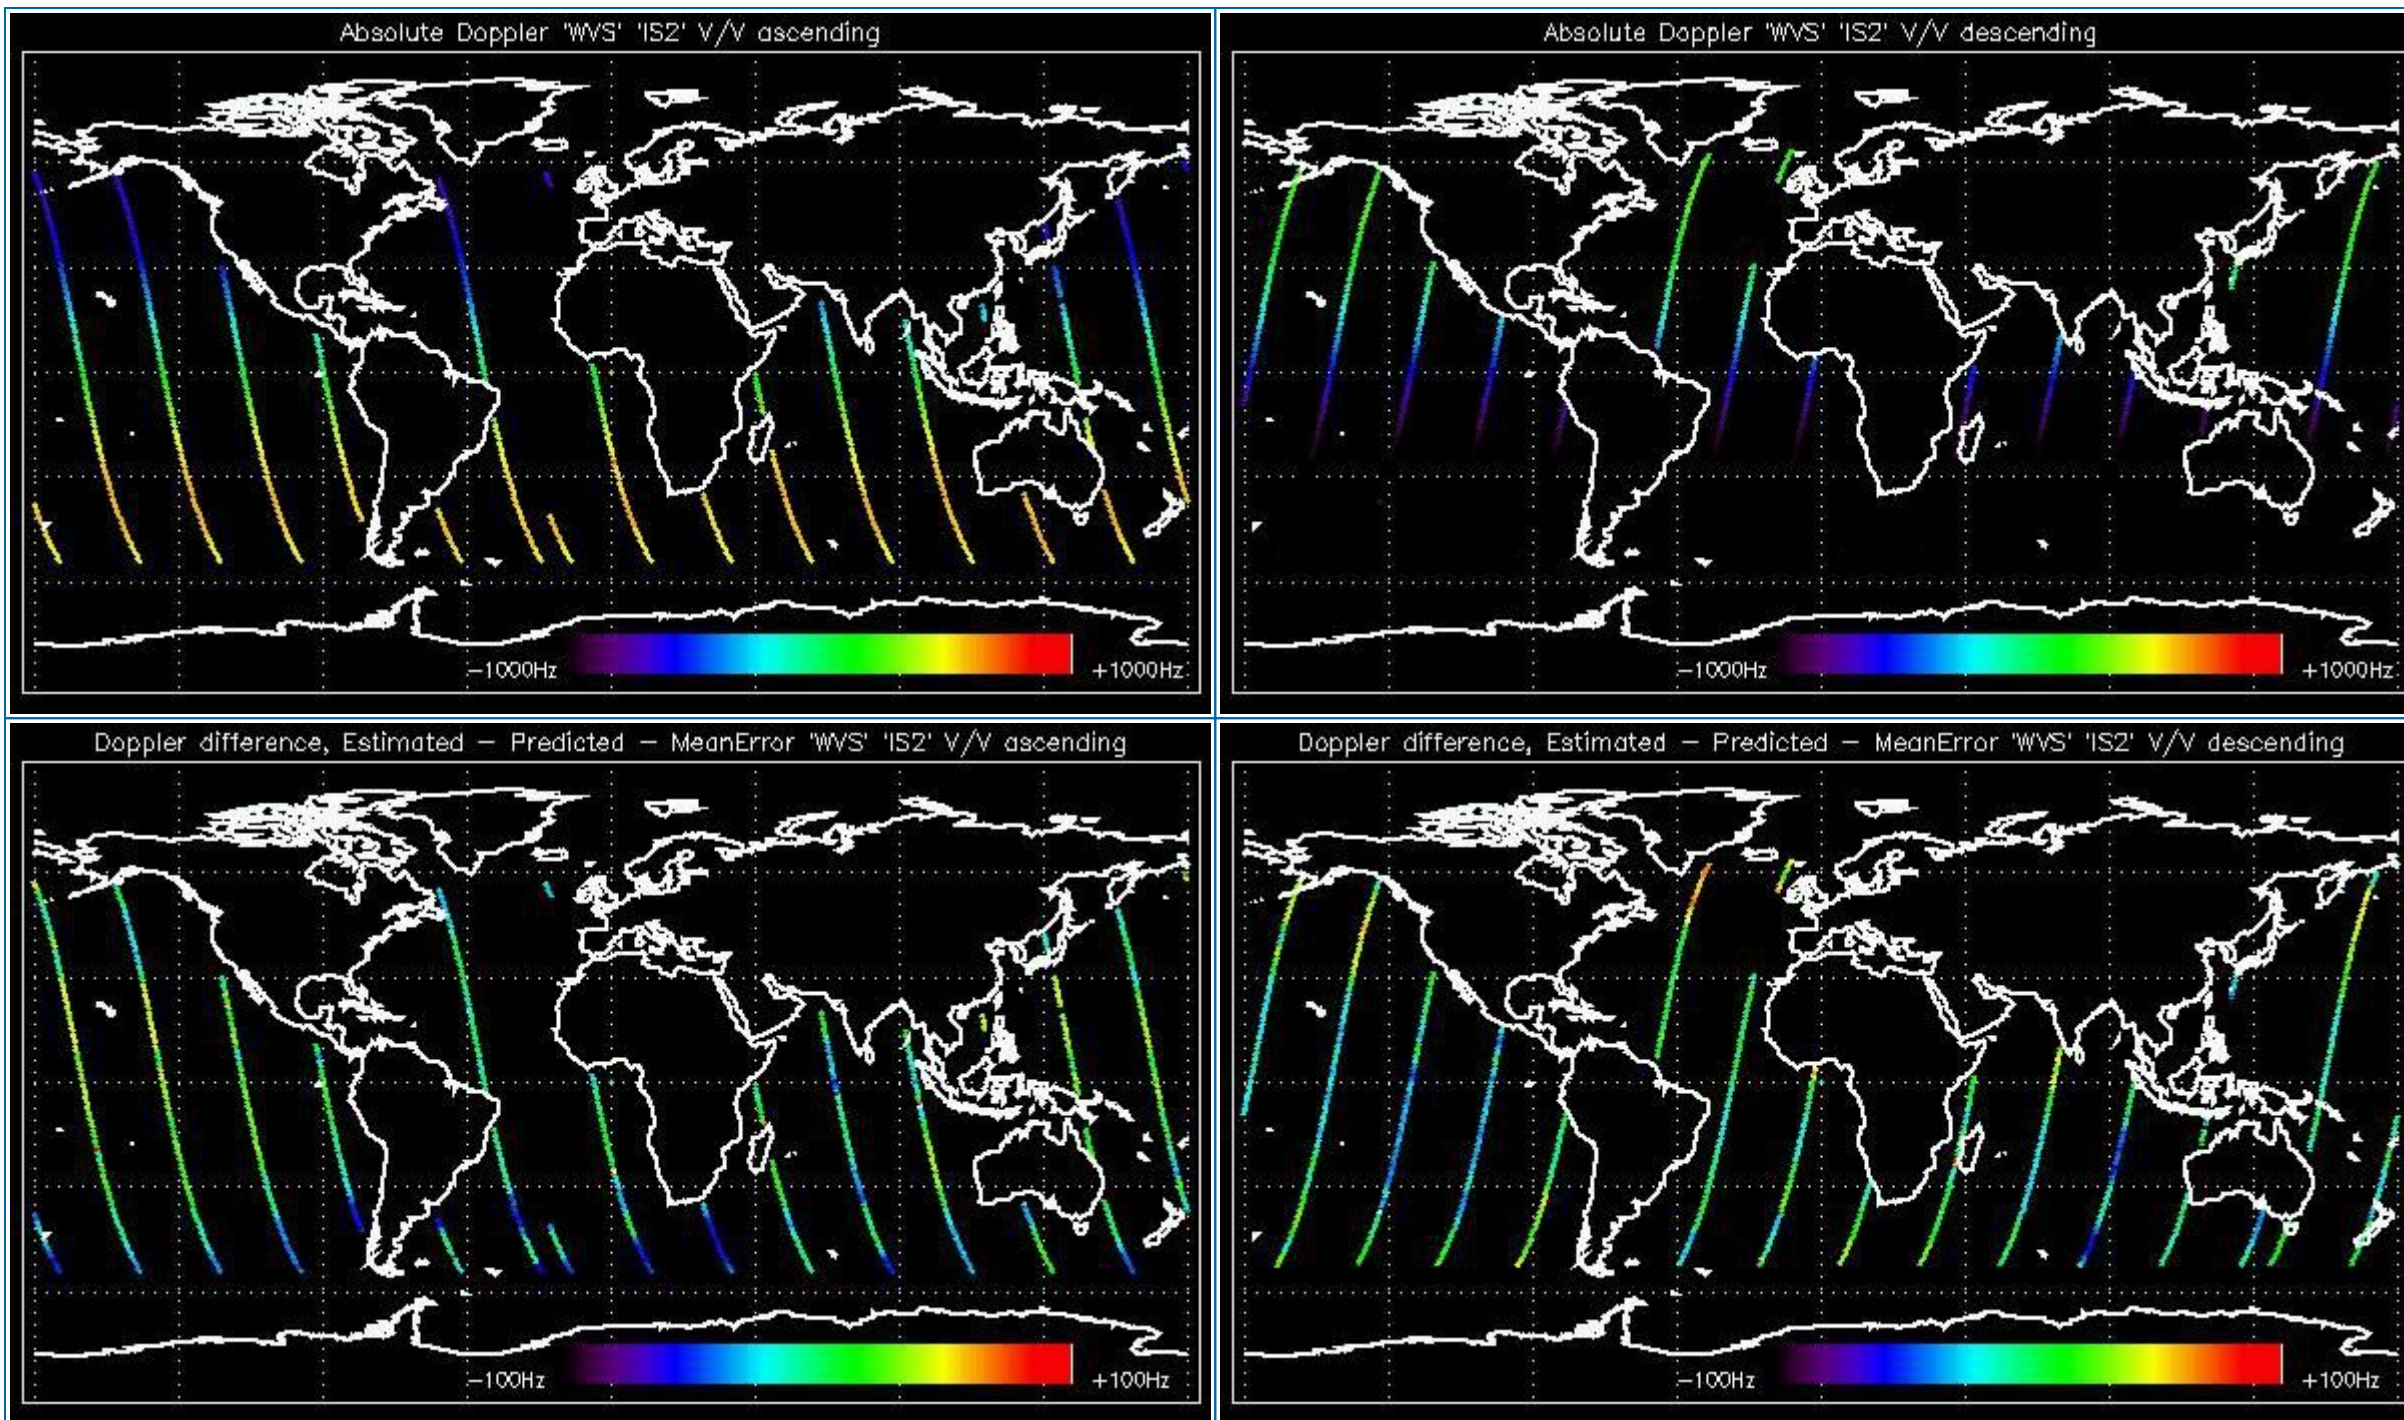 Absolute Doppler 'WVS' 'IS2' V/V ascending
-1000Hz +1000Hz
Absolute Doppler 'WVS' 'IS2' V/V descending
-1000Hz +1000Hz
Doppler difference, Estimated - Predicted - MeanError 'WVS' 'IS2' V/V ascending
-100Hz +100Hz
Doppler difference, Estimated - Predicted - MeanError 'WVS' 'IS2' V/V descending
-100Hz +100Hz